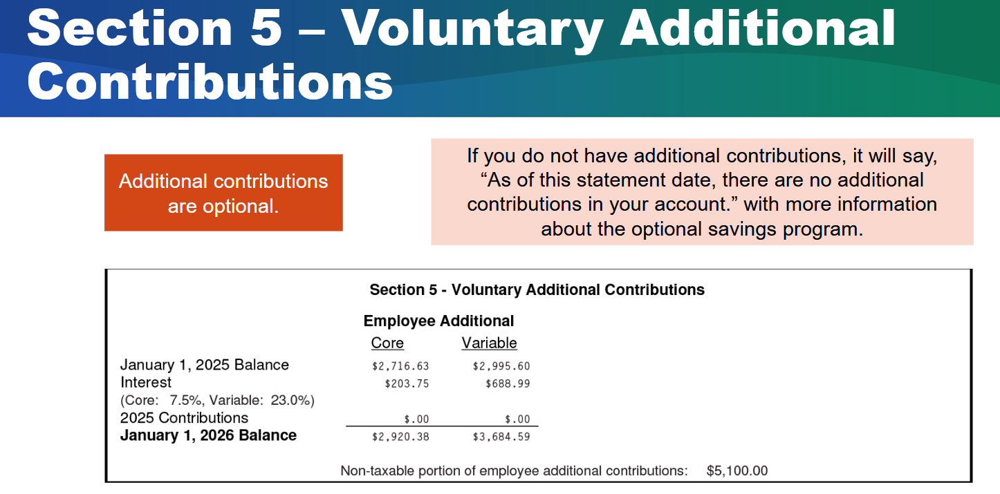 Section 5 – Voluntary Additional
Contributions
Additional contributions
are optional.
If you do not have additional contributions, it will say,
“As of this statement date, there are no additional
contributions in your account.” with more information
about the optional savings program.
Section 5 - Voluntary Additional Contributions
Employee Additional
Core Variable
January 1, 2025 Balance $2,716.63 $2,995.60
Interest $203.75 $688.99
(Core: 7.5%, Variable: 23.0%)
2025 Contributions $.00 $.00
January 1, 2026 Balance $2,920.38 $3,684.59
Non-taxable portion of employee additional contributions: $5,100.00